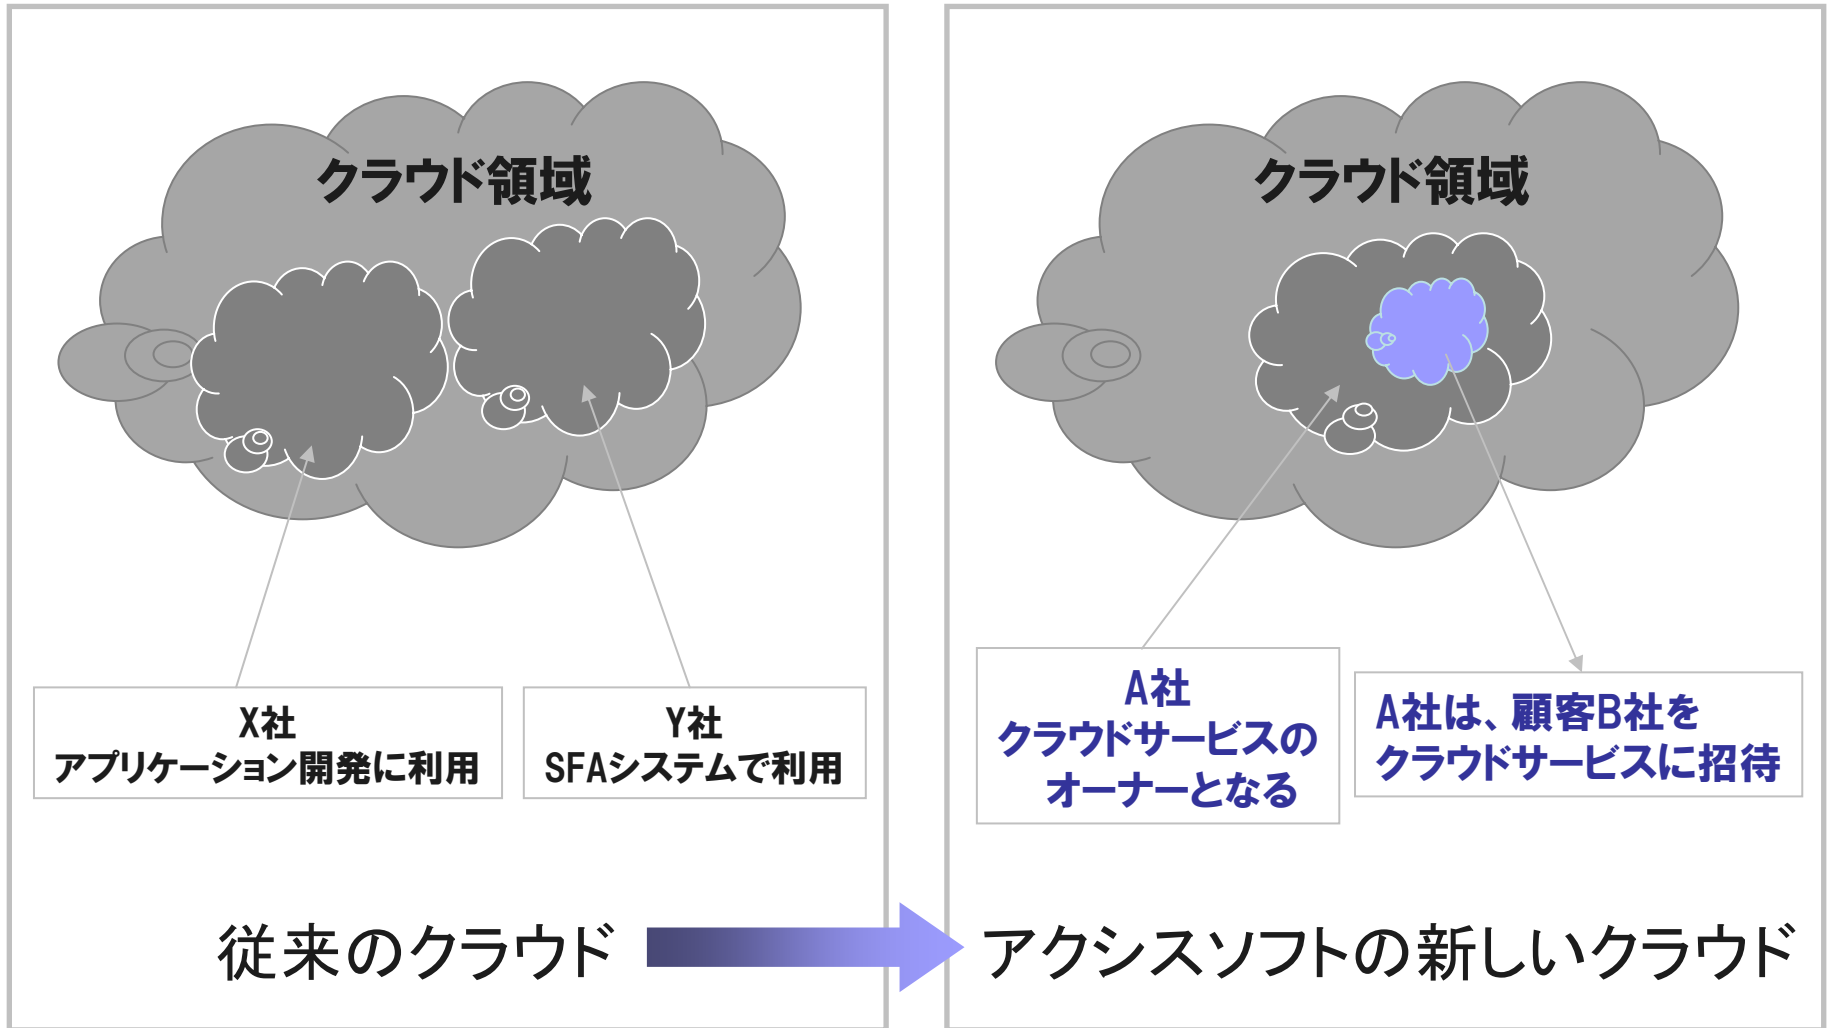 クラウド領域
X社
アプリケーション開発に利用
Y社
SFAシステムで利用
従来のクラウド
クラウド領域
A社
クラウドサービスの
オーナーとなる
A社は、顧客B社を
クラウドサービスに招待
アクシスソフトの新しいクラウド